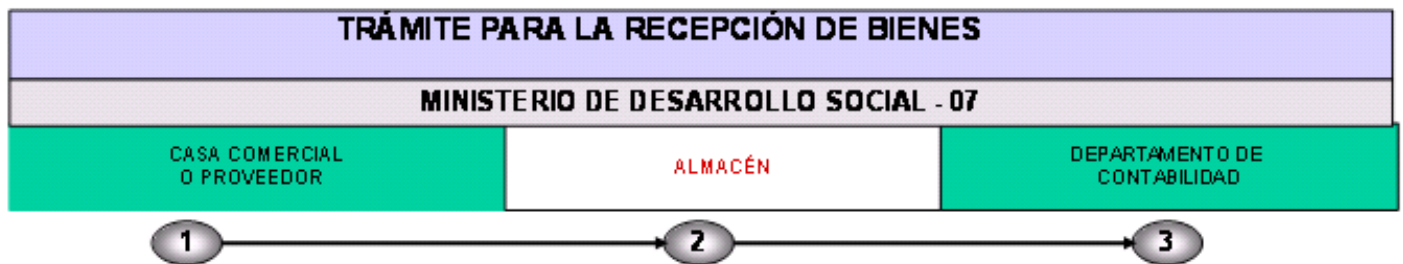 TRÁMITE PARA LA RECEPCIÓN DE BIENES
MINISTERIO DE DESARROLLO SOCIAL - 07
CASA COMERCIAL
O PROVEEDOR
ALMACÉN
DEPARTAMENTO DE
CONTABILIDAD
1
2
3